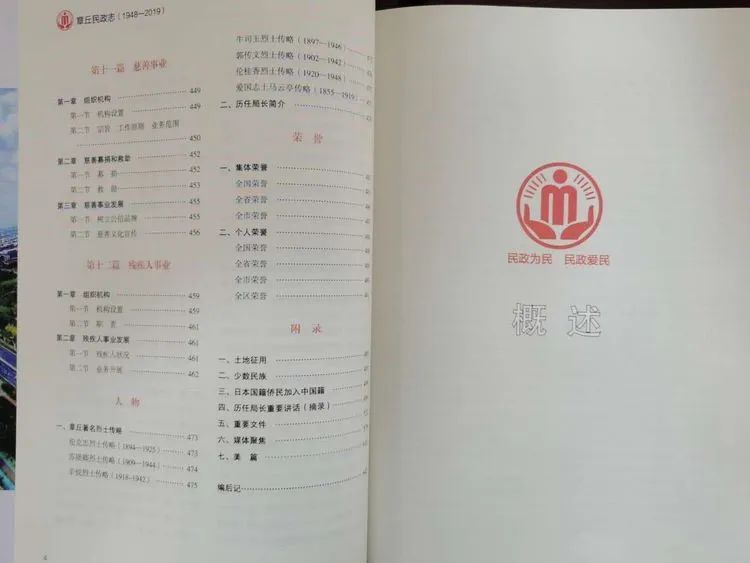 章丘民政志（1948—2019）
第十一篇 慈善事业
第一章 组织机构 449
第一节 机构设置 449
第二节 宗旨 工作原则 业务范围
450
第二章 慈善募捐和救助 452
第一节 募 捐 452
第二节 救 助 452
第三章 慈善事业发展 455
第一节 树立公信品牌 455
第二节 慈善文化宣传 456
第十二篇 残疾人事业
第一章 组织机构 459
第一节 机构设置 459
第二节 职 责 461
第二章 残疾人事业发展 461
第一节 残疾人状况 461
第二节 业务开展 462
人 物
一、章丘著名烈士传略 473
烈士传略（1894—1925） 473
烈士传略（1909—1944） 474
辛锐烈士传略（1918-1942） 475
4
牛司王烈士传略（1897—1946）
郭传文烈士传略（1902—1942）
伦桂香烈士传略（1920—1948）
爱国志士马云亭传略（1855—19
二、历任局长简介
荣 誉
一、集体荣誉
全国荣誉
全省荣誉
全市荣誉
二、个人荣誉
全国荣誉
全省荣誉
全市荣誉
全区荣誉
附 录
一、土地征用
二、少数民族
三、日本国籍侨民加入中国籍
四、历任局长重要讲话（摘录）
五、重要文件
六、媒体聚焦
七、美 篇
编后记
民政为民 民政爱民
概 述